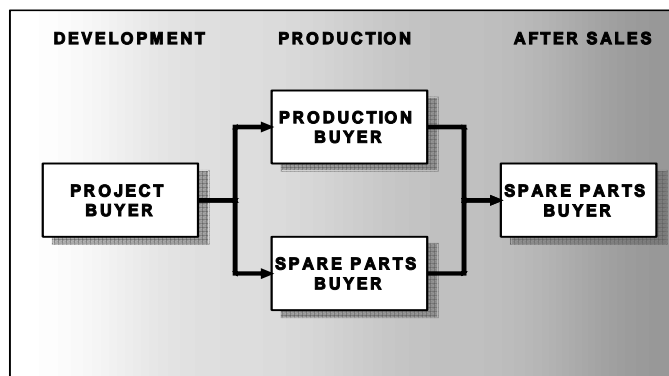 DEVELOPMENT PRODUCTION AFTER SALES
PRODUCTION
BUYER
PROJECT
BUYER
SPARE PARTS
BUYER
SPARE PARTS
BUYER